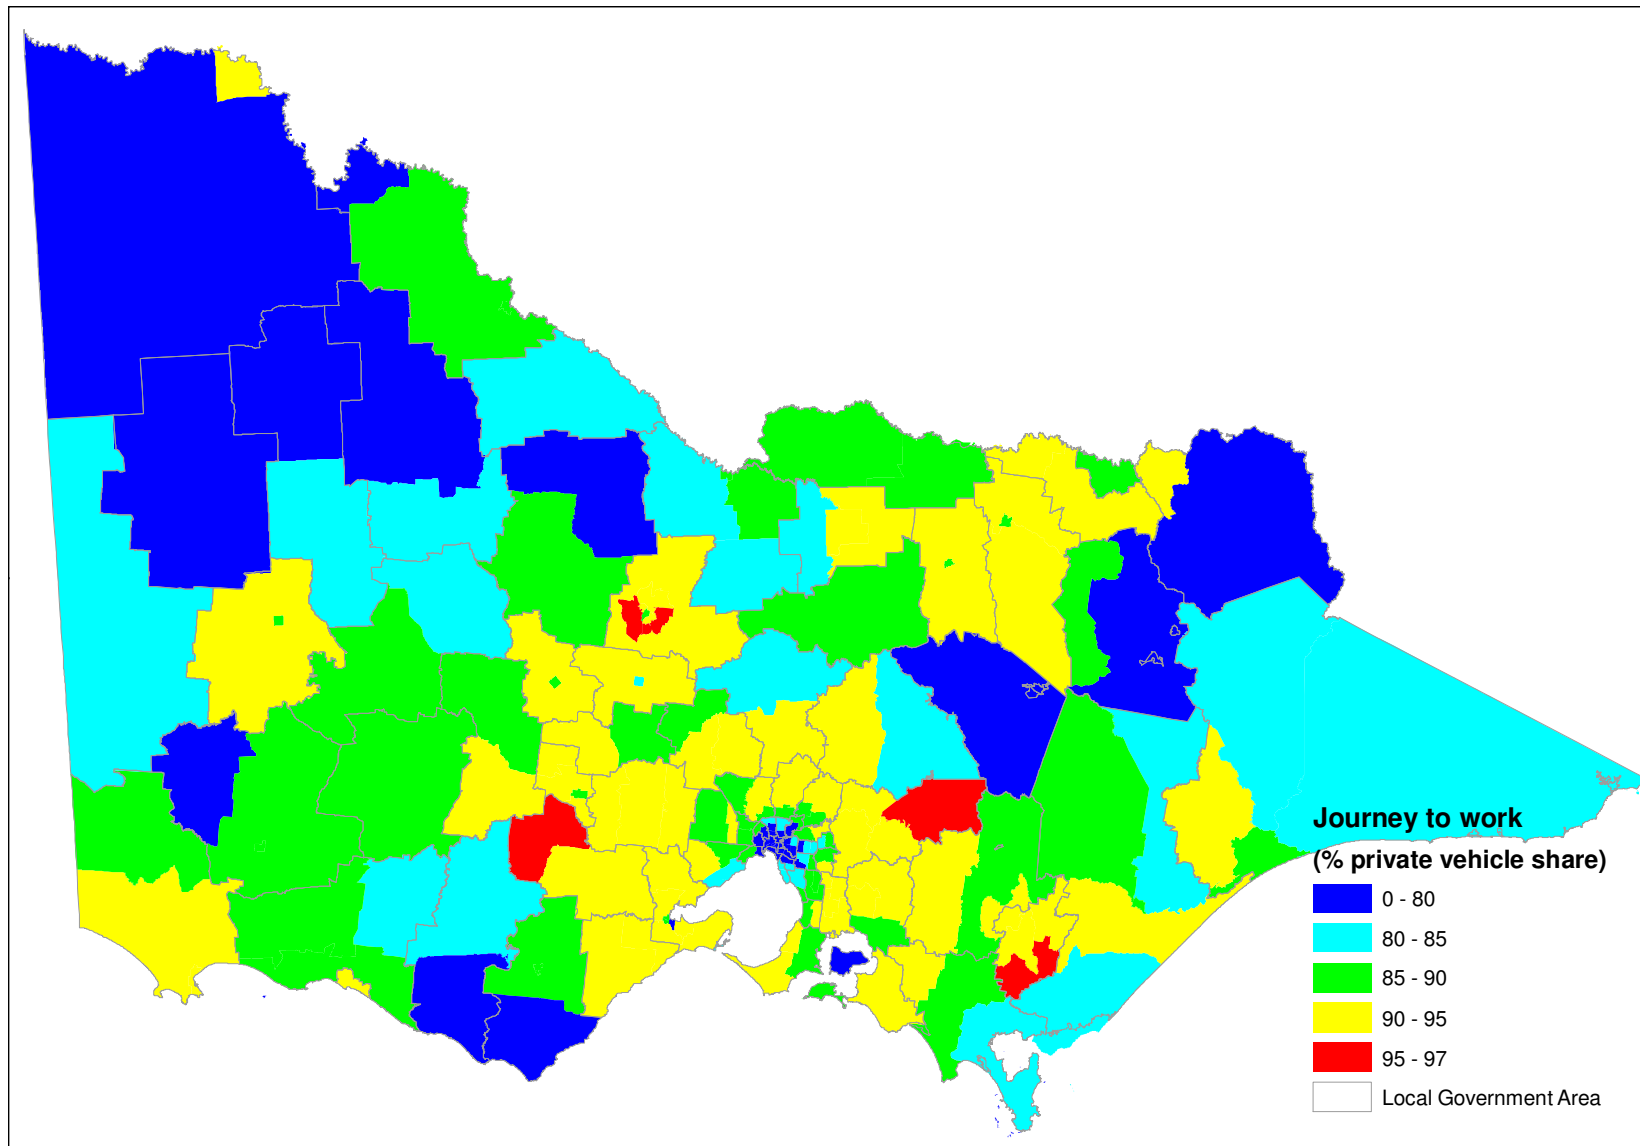 Journey to work
(% private vehicle share)
0 - 80
80 - 85
85 - 90
90 - 95
95 - 97
Local Government Area